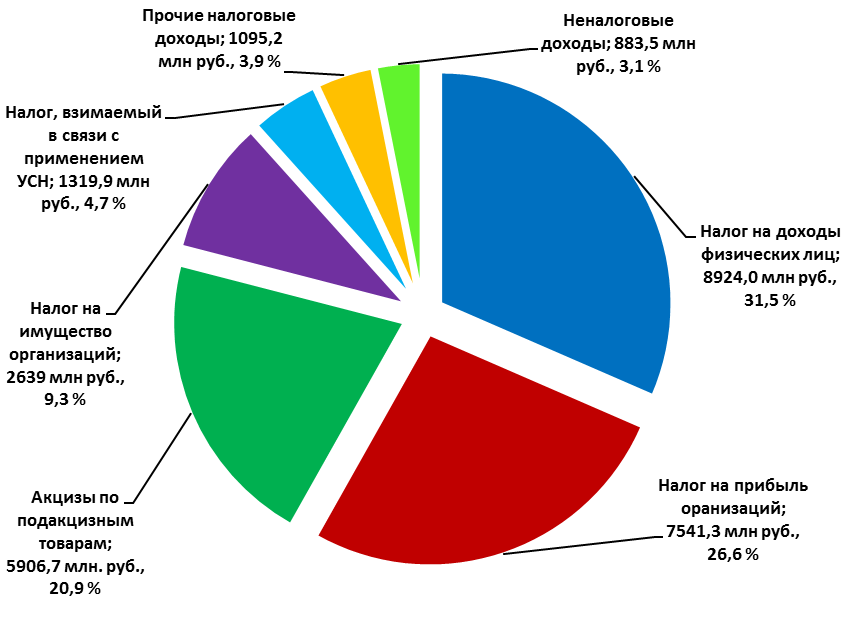 Прочие налоговые
доходы; 1095,2
млн руб., 3,9 %
Неналоговые
доходы; 883,5 млн
руб., 3,1 %
Налог, взимаемый
в связи с
применением
УСН; 1319,9 млн
руб., 4,7 %
Налог на доходы
физических лиц;
8924,0 млн руб.,
31,5 %
Налог на
имущество
организаций;
2639 млн руб.,
9,3 %
Налог на прибыль
оранизаций;
7541,3 млн руб.,
26,6 %
Акцизы по
подакцизным
товарам;
5906,7 млн. руб.,
20,9 %